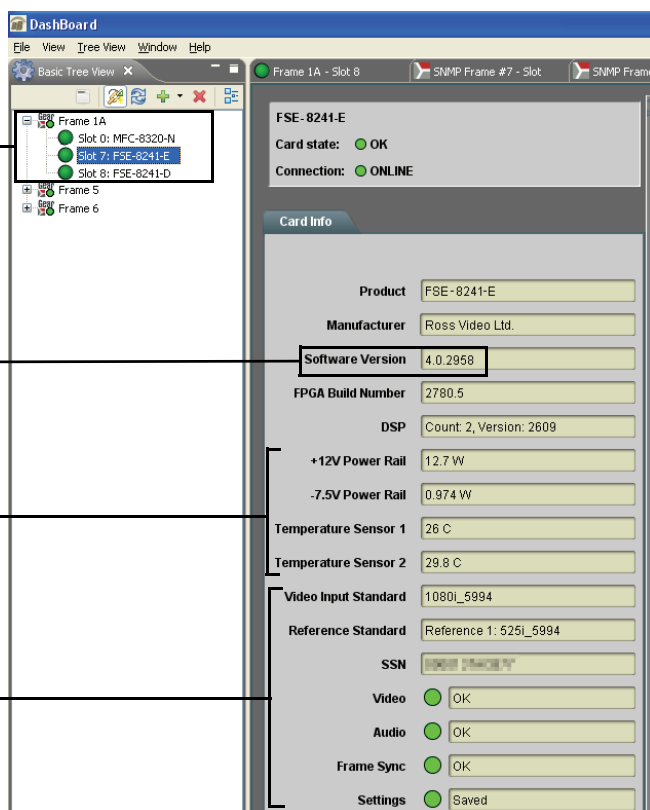 DashBoard
File View Tree View Window Help
Basic Tree View
Frame 1A
Slot 0: MFC-8320-N
Slot 7: FSE-8241-E
Slot 8: FSE-8241-D
Frame 5
Frame 6
Frame 1A - Slot 8
SNMP Frame #7 - Slot
SNMP Fram
FSE-8241-E
Card state: OK
Connection: ONLINE
Card Info
Product FSE-8241-E
Manufacturer Ross Video Ltd.
Software Version 4.0.2958
FPGA Build Number 2780.5
DSP Count: 2, Version: 2609
+12V Power Rail 12.7 W
-7.5V Power Rail 0.974 W
Temperature Sensor 1 26 C
Temperature Sensor 2 29.8 C
Video Input Standard 1080i_5994
Reference Standard Reference 1: 525i_5994
SSN
Video OK
Audio OK
Frame Sync OK
Settings Saved